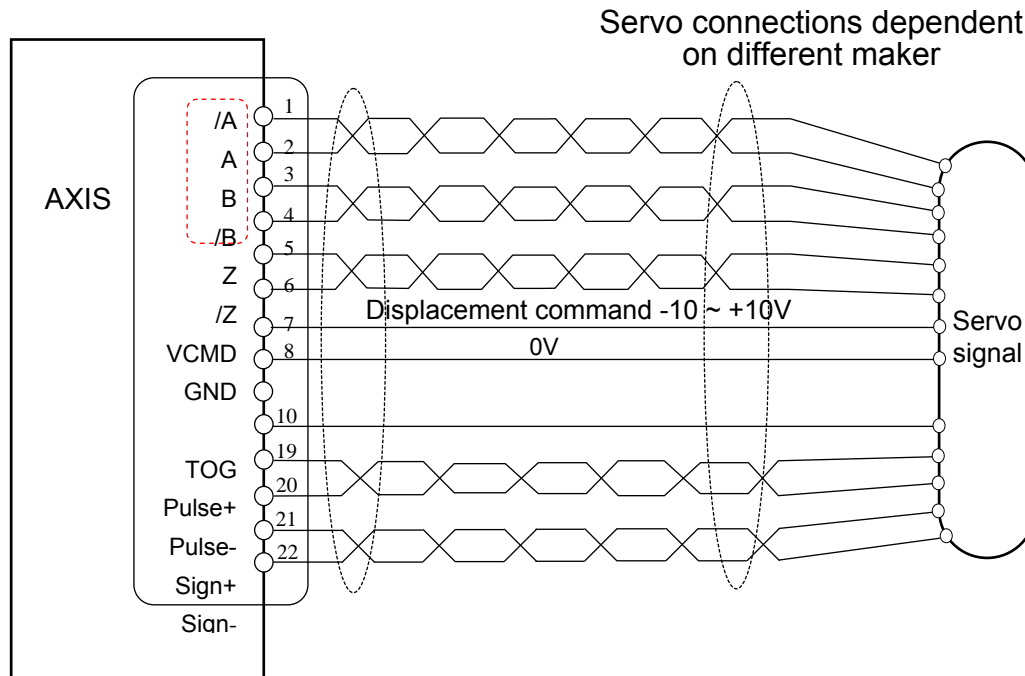 Servo connections dependent
on different maker
AXIS
/A
A
B
/B
Z
/Z
VCMD
GND
TOG
Pulse+
Pulse-
Sign+
Sign-
1
2
3
4
5
6
7
8
10
19
20
21
22
Displacement command -10 ~ +10V
0V
Servo
signal